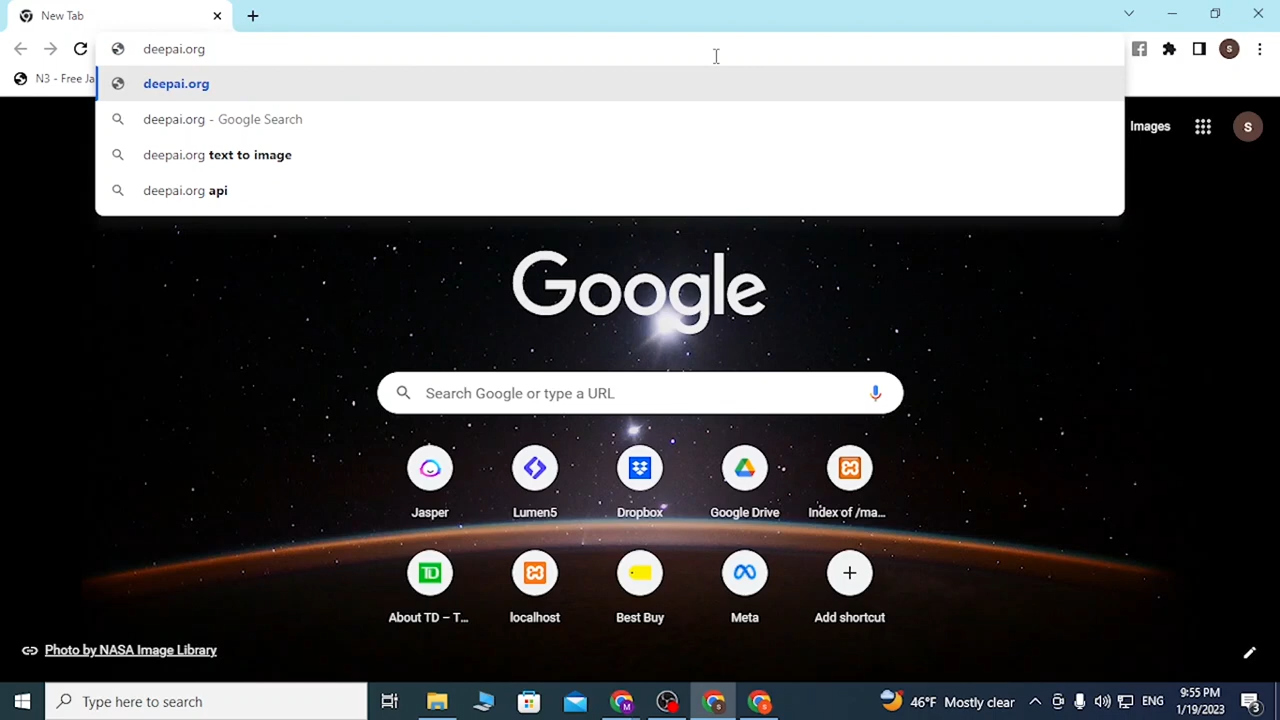 New Tab
deepai.org
s
N3 - Free Ja
deepai.org
deepai.org - Google Search
deepai.org text to image
deepai.org api
Images
s
Google
Search Google or type a URL
Jasper
Lumen5
Dropbox
Google Drive
Index of /ma...
TD
About TD – T...
localhost
Best Buy
Meta
Add shortcut
Photo by NASA Image Library
Type here to search
M
S
S
46°F Mostly clear
ENG
9:55 PM
1/19/2023
3